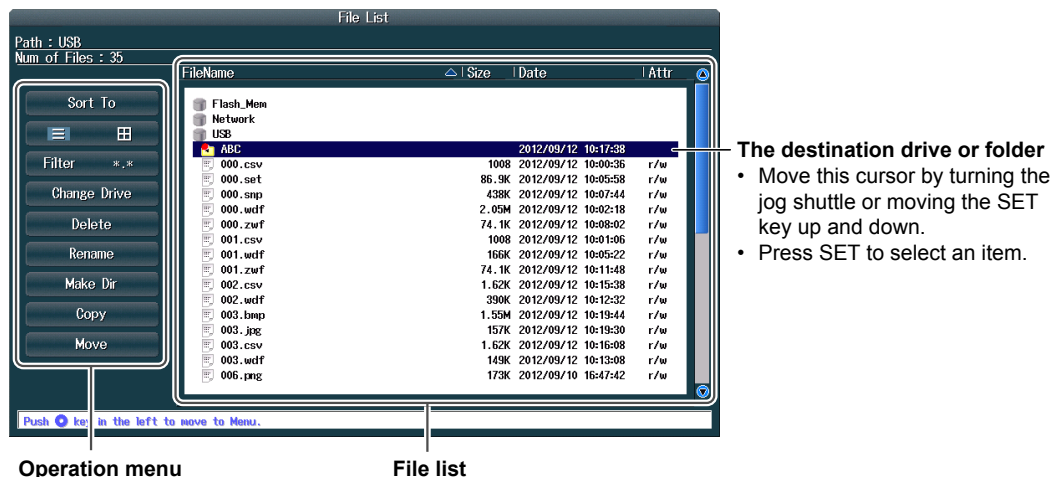 File List
Path : USB
Num of Files : 35
FileName Size Date Attr
Sort To
Filter *.*
Change Drive
Delete
Rename
Make Dir
Copy
Move
Flash_Mem
Network
USB
ABC 2012/09/12 10:17:38
000.csv 1008 2012/09/12 10:00:36 r/w
000.set 86.9K 2012/09/12 10:05:58 r/w
000.snp 438K 2012/09/12 10:07:44 r/w
000.wdf 2.05M 2012/09/12 10:02:18 r/w
000.zwf 74.1K 2012/09/12 10:08:02 r/w
001.csv 1008 2012/09/12 10:01:06 r/w
001.wdf 166K 2012/09/12 10:05:22 r/w
001.zwf 74.1K 2012/09/12 10:11:48 r/w
002.csv 1.62K 2012/09/12 10:15:38 r/w
002.wdf 390K 2012/09/12 10:12:32 r/w
003.bmp 1.55M 2012/09/12 10:19:44 r/w
003.jpg 157K 2012/09/12 10:19:30 r/w
003.csv 1.62K 2012/09/12 10:16:08 r/w
003.wdf 149K 2012/09/12 10:13:08 r/w
006.png 173K 2012/09/10 16:47:42 r/w
The destination drive or folder
• Move this cursor by turning the
jog shuttle or moving the SET
key up and down.
• Press SET to select an item.
Push key in the left to move to Menu.
Operation menu
File list